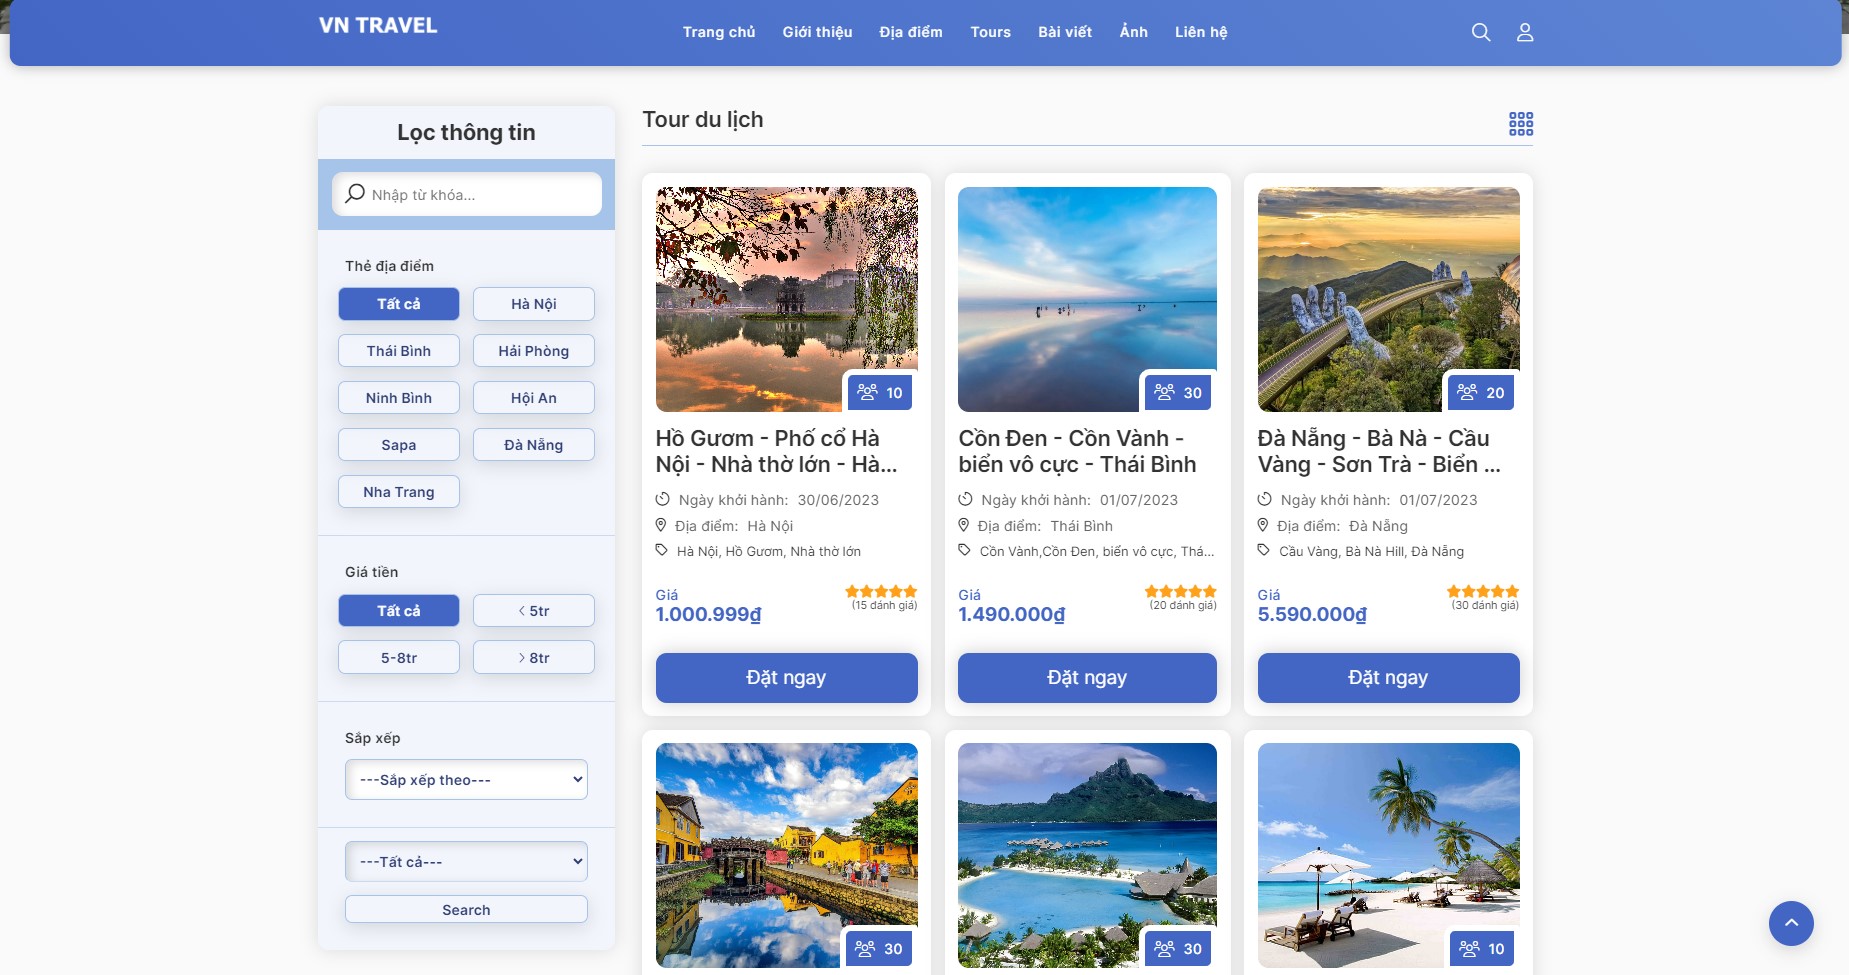 VN TRAVEL
Trang chủ
Giới thiệu
Địa điểm
Tours
Bài viết
Ảnh
Liên hệ
Lọc thông tin
Nhập từ khóa...
Thẻ địa điểm
Tất cả
Hà Nội
Thái Bình
Hải Phòng
Ninh Bình
Hội An
Sapa
Đà Nẵng
Nha Trang
Giá tiền
Tất cả
< 5tr
5-8tr
> 8tr
Sắp xếp
---Sắp xếp theo---
---Tất cả---
Search
Tour du lịch
10
Hồ Gươm - Phố cổ Hà
Nội - Nhà thờ lớn - Hà...
Ngày khởi hành: 30/06/2023
Địa điểm: Hà Nội
Hà Nội, Hồ Gươm, Nhà thờ lớn
Giá
1.000.999₫
(15 đánh giá)
Đặt ngay
30
Cồn Đen - Cồn Vành -
biển vô cực - Thái Bình
Ngày khởi hành: 01/07/2023
Địa điểm: Thái Bình
Cồn Vành,Cồn Đen, biển vô cực, Thá...
Giá
1.490.000₫
(20 đánh giá)
Đặt ngay
20
Đà Nẵng - Bà Nà - Cầu
Vàng - Sơn Trà - Biển ...
Ngày khởi hành: 01/07/2023
Địa điểm: Đà Nẵng
Cầu Vàng, Bà Nà Hill, Đà Nẵng
Giá
5.590.000₫
(30 đánh giá)
Đặt ngay
30
30
10